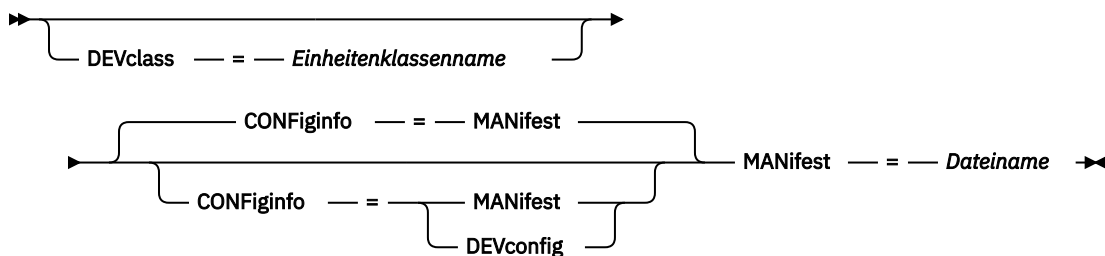 DEVclass = Einheitenklassenname
CONFiginfo = MANifest
MANifest = Dateiname
CONFiginfo = MANifest
DEVconfig